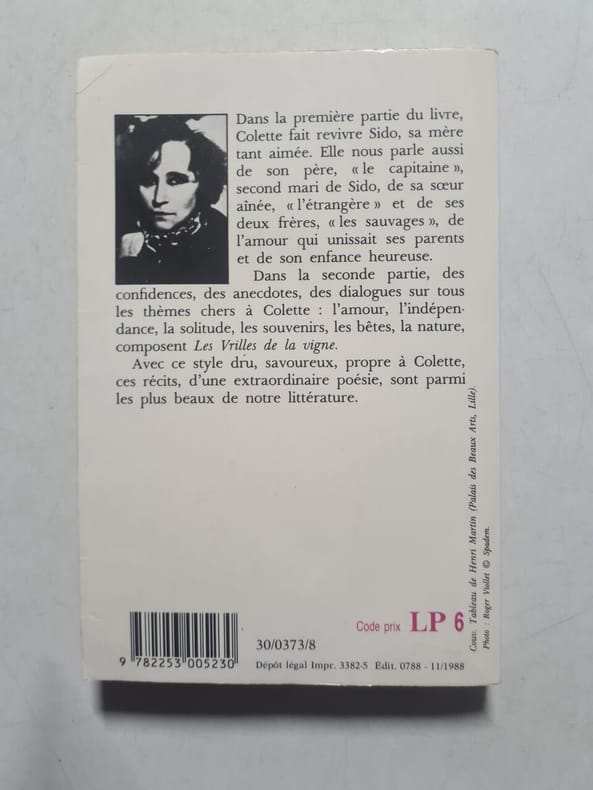 Dans la première partie du livre,
Colette fait revivre Sido, sa mère
tant aimée. Elle nous parle aussi
de son père, « le capitaine »,
second mari de Sido, de sa sœur
aînée, « l'étrangère » et de ses
deux frères, « les sauvages », de
l'amour qui unissait ses parents
et de son enfance heureuse.
Dans la seconde partie, des
confidences, des anecdotes, des dialogues sur tous
les thèmes chers à Colette : l'amour, l'indépen-
dance, la solitude, les souvenirs, les bêtes, la nature,
composent Les Vrilles de la vigne.
Avec ce style dru, savoureux, propre à Colette,
ces récits, d'une extraordinaire poésie, sont parmi
les plus beaux de notre littérature.
Couv. Tableau de Henri Martin (Palais des Beaux Arts, Lille).
Photo : Roger Viollet © Spadem.
Code prix LP 6
9 782253 005230
30/0373/8
Dépôt légal Impr. 3382-5 Édit. 0788 - 11/1988